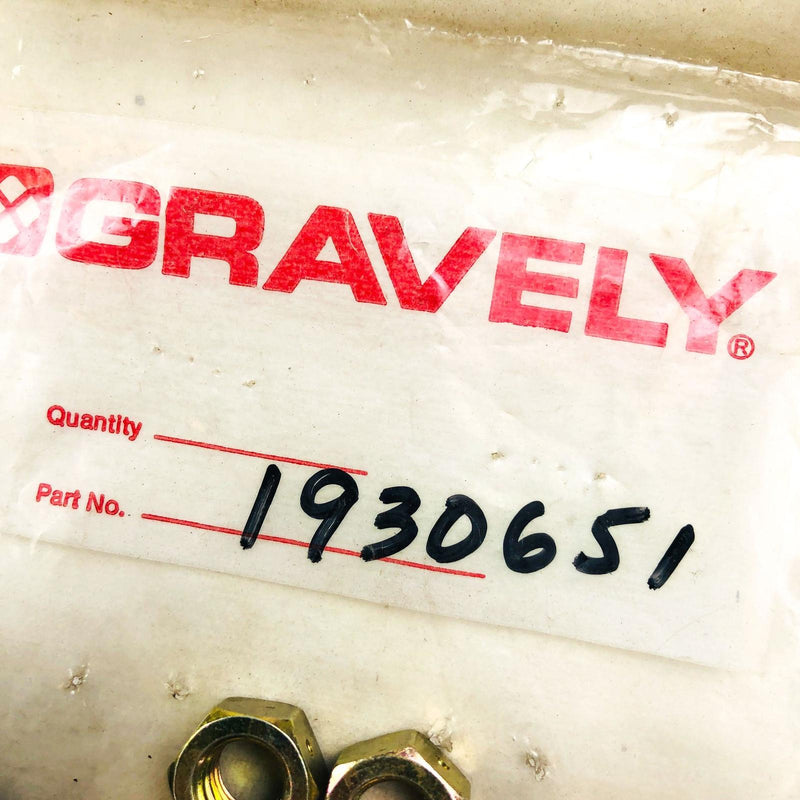 GRAVELY®
Quantity
Part No. 1930651